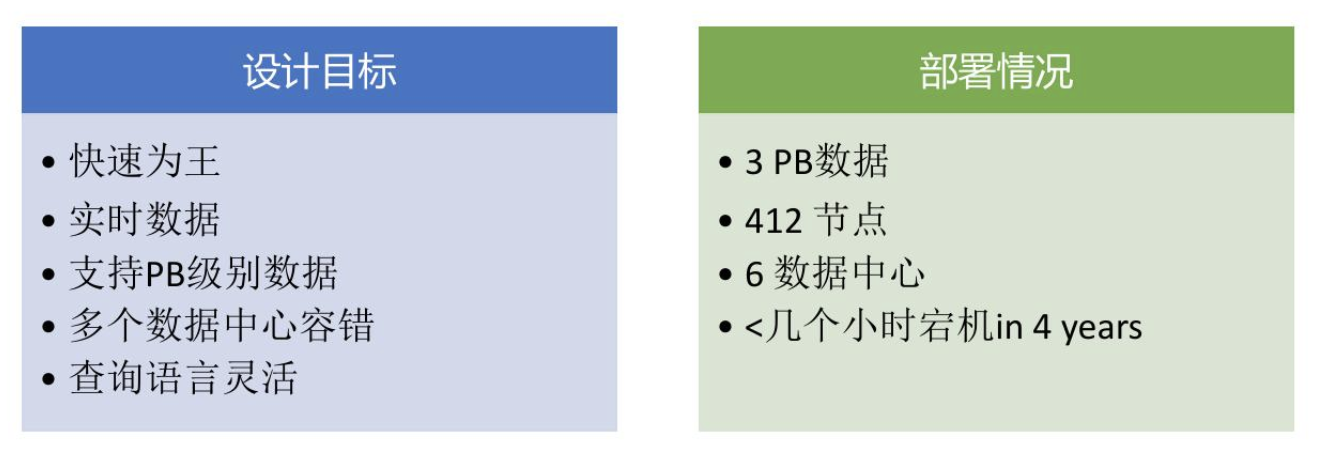 设计目标
• 快速为王
• 实时数据
• 支持PB级别数据
• 多个数据中心容错
• 查询语言灵活
部署情况
• 3 PB数据
• 412 节点
• 6 数据中心
• <几个小时宕机in 4 years